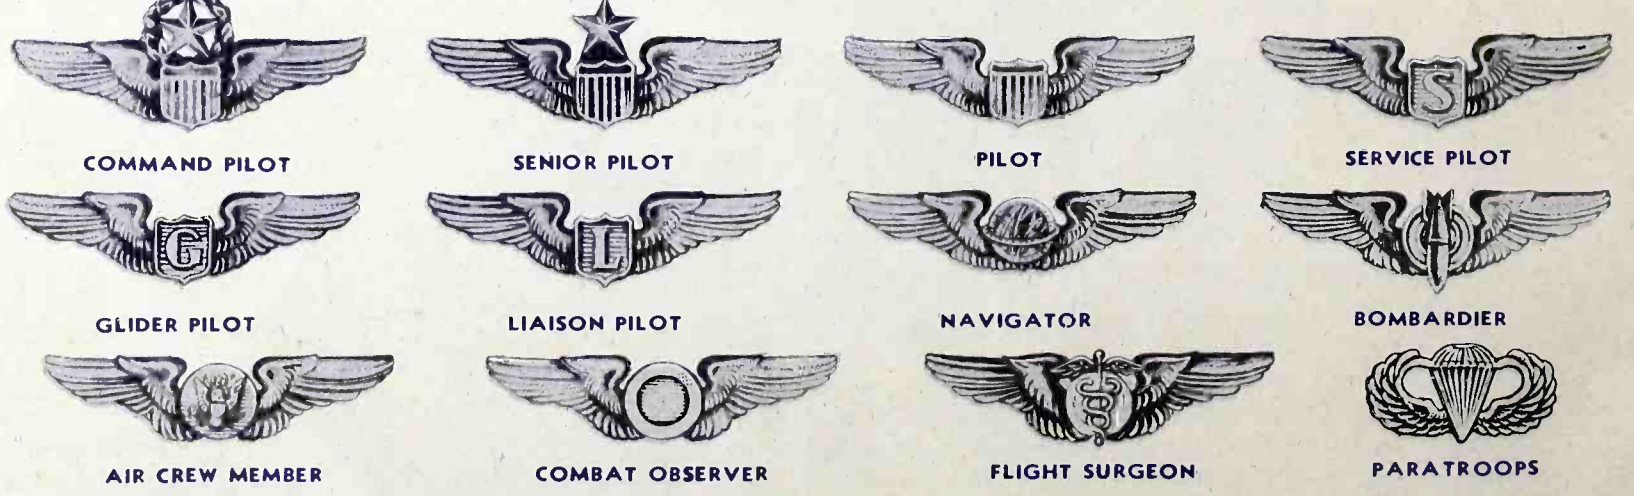 COMMAND PILOT
SENIOR PILOT
PILOT
SERVICE PILOT
S
G
L
GLIDER PILOT
LIAISON PILOT
NAVIGATOR
BOMBARDIER
AIR CREW MEMBER
COMBAT OBSERVER
FLIGHT SURGEON
PARATROOPS